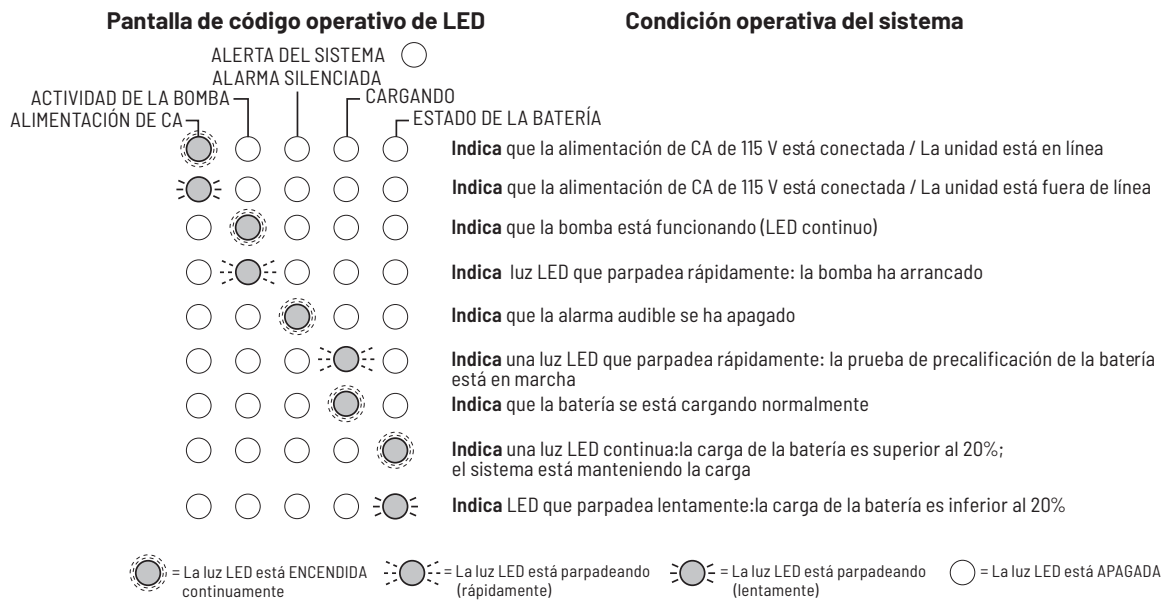 Pantalla de código operativo de LED
Condición operativa del sistema
ALERTA DEL SISTEMA
ALARMA SILENCIADA
ACTIVIDAD DE LA BOMBA
CARGANDO
ALIMENTACIÓN DE CA
ESTADO DE LA BATERÍA
Indica que la alimentación de CA de 115 V está conectada / La unidad está en línea
Indica que la alimentación de CA de 115 V está conectada / La unidad está fuera de línea
Indica que la bomba está funcionando (LED continuo)
Indica luz LED que parpadea rápidamente: la bomba ha arrancado
Indica que la alarma audible se ha apagado
Indica una luz LED que parpadea rápidamente: la prueba de precalificación de la batería
está en marcha
Indica que la batería se está cargando normalmente
Indica una luz LED continua:la carga de la batería es superior al 20%;
el sistema está manteniendo la carga
Indica LED que parpadea lentamente:la carga de la batería es inferior al 20%
= La luz LED está ENCENDIDA
continuamente
= La luz LED está parpadeando
(rápidamente)
= La luz LED está parpadeando
(lentamente)
= La luz LED está APAGADA